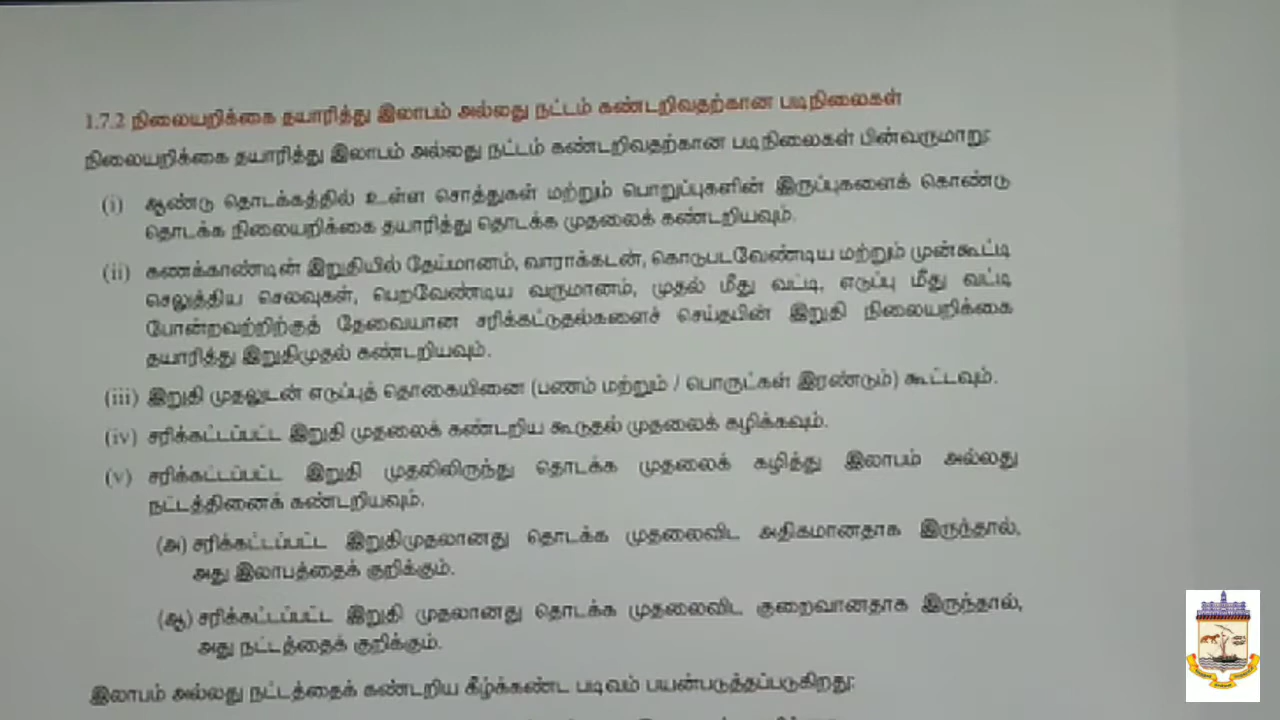 1.7.2 நிலையறிக்கை தயாரித்து இலாபம் அல்லது நட்டம் கண்டறிவதற்கான படிநிலைகள்
நிலையறிக்கை தயாரித்து இலாபம் அல்லது நட்டம் கண்டறிவதற்கான படிநிலைகள் பின்வருமாறு:
(i) ஆண்டு தொடக்கத்தில் உள்ள சொத்துகள் மற்றும் பொறுப்புகளின் இருப்புகளைக் கொண்டு
தொடக்க நிலையறிக்கை தயாரித்து தொடக்க முதலைக் கண்டறியவும்.
(ii) கணக்காண்டின் இறுதியில் தேய்மானம், வாராக்கடன், கொடுபடவேண்டிய மற்றும் முன்கூட்டி
செலுத்திய செலவுகள், பெறவேண்டிய வருமானம், முதல் மீது வட்டி, எடுப்பு மீது வட்டி
போன்றவற்றிற்குத் தேவையான சரிக்கட்டுதல்களைச் செய்தபின் இறுதி நிலையறிக்கை
தயாரித்து இறுதிமுதல் கண்டறியவும்.
(iii) இறுதி முதலுடன் எடுப்புத் தொகையினை (பணம் மற்றும் / பொருட்கள் இரண்டும்) கூட்டவும்.
(iv) சரிக்கட்டப்பட்ட இறுதி முதலைக் கண்டறிய கூடுதல் முதலைக் கழிக்கவும்.
(v) சரிக்கட்டப்பட்ட இறுதி முதலிலிருந்து தொடக்க முதலைக் கழித்து இலாபம் அல்லது
நட்டத்தினைக் கண்டறியவும்.
(அ) சரிக்கட்டப்பட்ட இறுதிமுதலானது தொடக்க முதலைவிட அதிகமானதாக இருந்தால்,
அது இலாபத்தைக் குறிக்கும்.
(ஆ) சரிக்கட்டப்பட்ட இறுதி முதலானது தொடக்க முதலைவிட குறைவானதாக இருந்தால்,
அது நட்டத்தைக் குறிக்கும்.
இலாபம் அல்லது நட்டத்தைக் கண்டறிய கீழ்க்கண்ட படிவம் பயன்படுத்தப்படுகிறது: